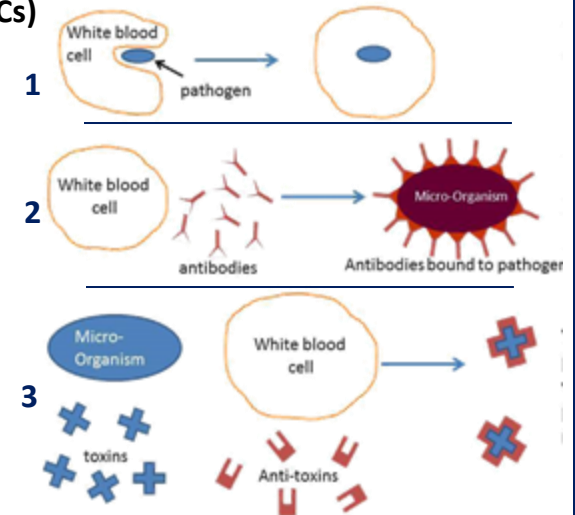 Cs)
White blood
cell
pathogen
1
White blood
cell
antibodies
Micro-Organism
Antibodies bound to pathoger
2
Micro-
Organism
White blood
cell
toxins
Anti-toxins
3